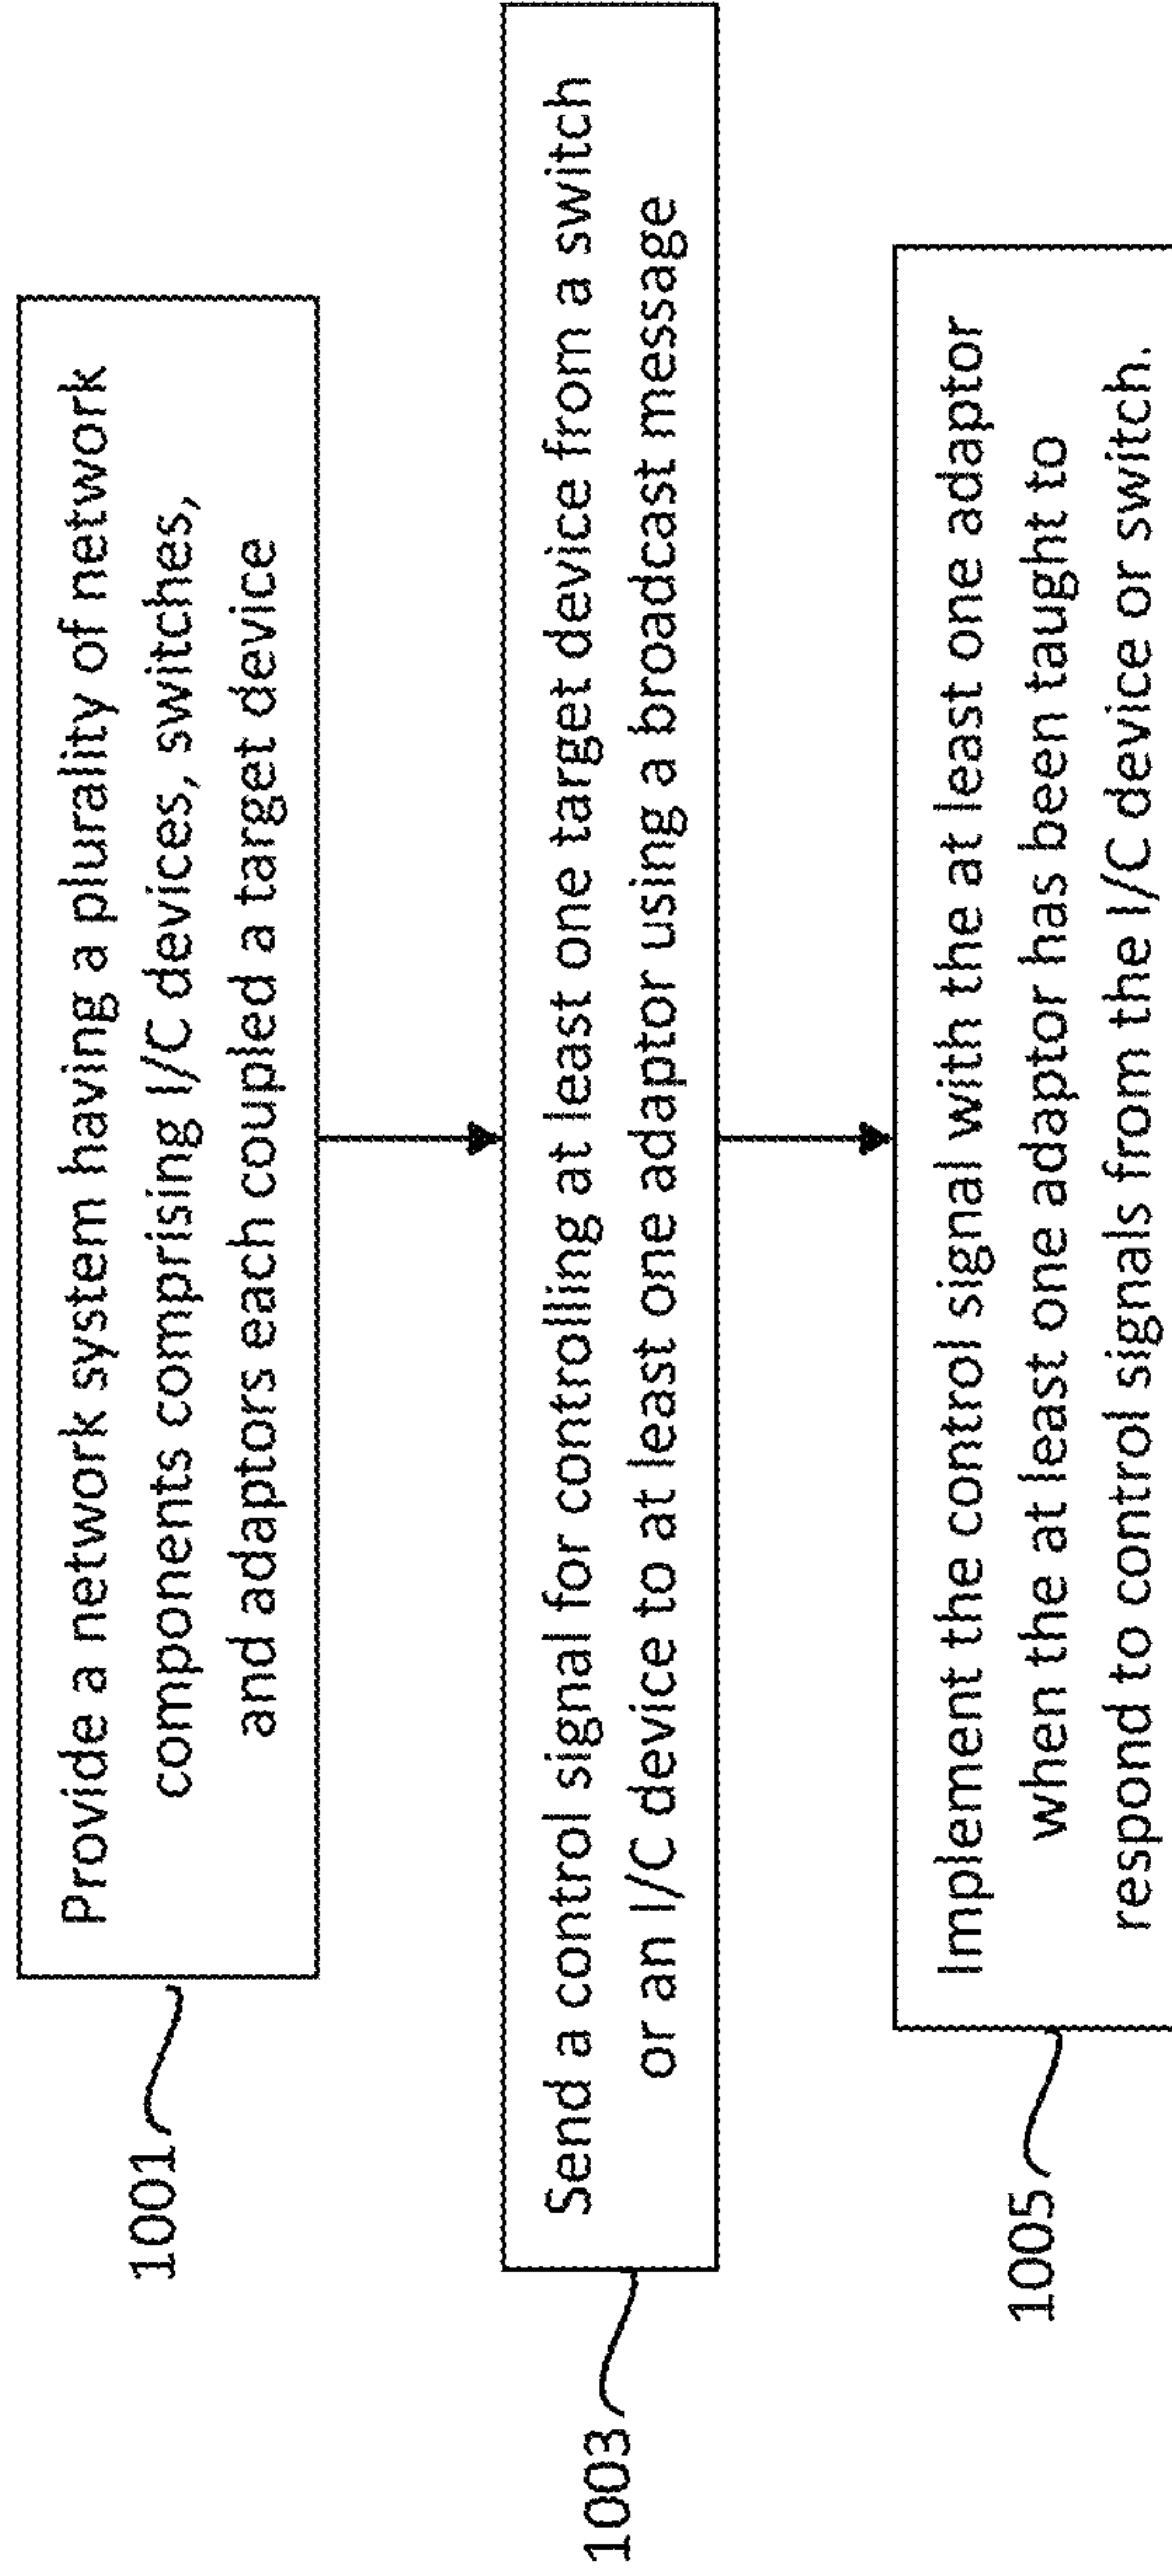 Provide a network system having a plurality of network
components comprising I/C devices, switches,
and adaptors each coupled a target device
1001
Send a control signal for controlling at least one target device from a switch
or an I/C device to at least one adaptor using a broadcast message
1003
Implement the control signal with the at least one adaptor
when the at least one adaptor has been taught to
respond to control signals from the I/C device or switch.
1005